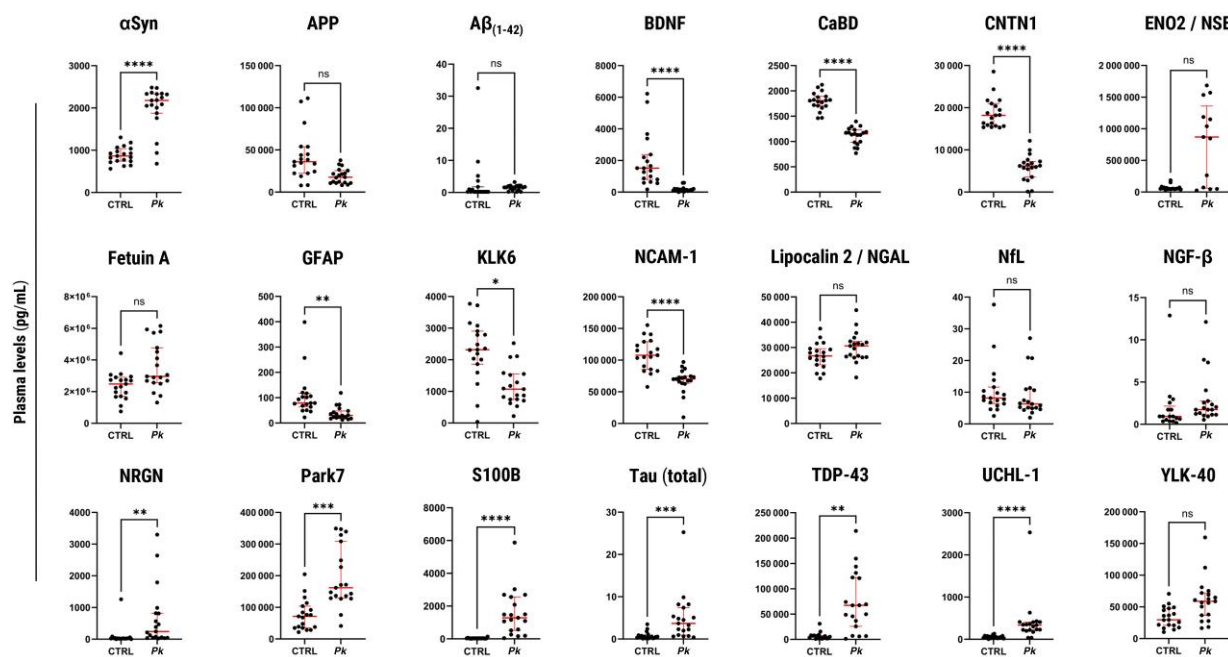 Plasma levels (pg/mL)
αSyn
****
3000
2000
1000
0
CTRL Pk
APP
ns
150 000
100 000
50 000
0
CTRL Pk
Aβ(1-42)
ns
40
30
20
10
0
CTRL Pk
BDNF
****
8000
6000
4000
2000
0
CTRL Pk
CaBD
****
2500
2000
1500
1000
500
0
CTRL Pk
CNTN1
****
30 000
20 000
10 000
0
CTRL Pk
ENO2 / NSE
ns
2 000 000
1 500 000
1 000 000
500 000
0
CTRL Pk
Fetuin A
ns
8×10⁶
6×10⁶
4×10⁶
2×10⁶
0
CTRL Pk
GFAP
**
500
400
300
200
100
0
CTRL Pk
KLK6
*
4000
3000
2000
1000
0
CTRL Pk
NCAM-1
****
200 000
150 000
100 000
50 000
0
CTRL Pk
Lipocalin 2 / NGAL
ns
50 000
40 000
30 000
20 000
10 000
0
CTRL Pk
NfL
ns
40
30
20
10
0
CTRL Pk
NGF-β
ns
15
10
5
0
CTRL Pk
NRGN
**
4000
3000
2000
1000
0
CTRL Pk
Park7
***
400 000
300 000
200 000
100 000
0
CTRL Pk
S100B
****
8000
6000
4000
2000
0
CTRL Pk
Tau (total)
***
30
20
10
0
CTRL Pk
TDP-43
**
250 000
200 000
150 000
100 000
50 000
0
CTRL Pk
UCHL-1
****
3000
2000
1000
0
CTRL Pk
YLK-40
ns
200 000
150 000
100 000
50 000
0
CTRL Pk